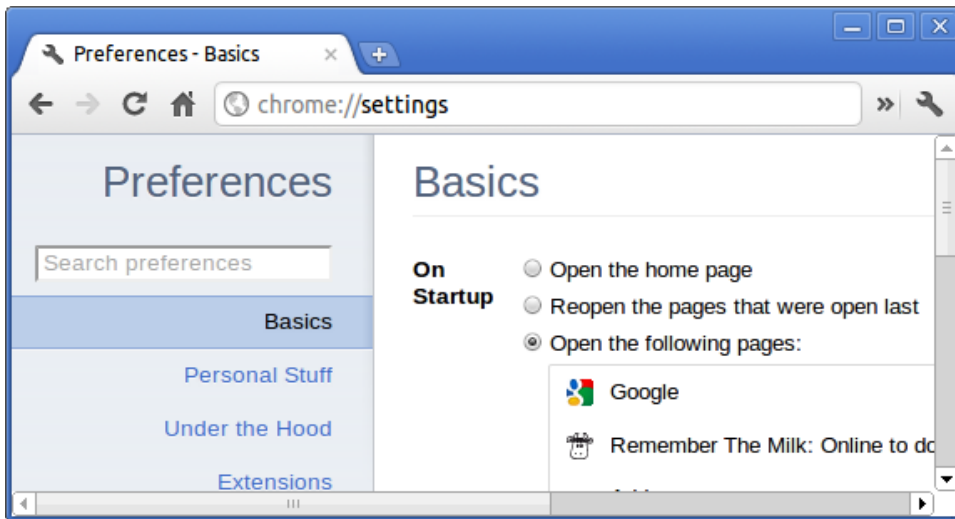 Preferences - Basics
chrome://settings
Preferences
Search preferences
Basics
Personal Stuff
Under the Hood
Extensions
Basics
On
Startup
Open the home page
Reopen the pages that were open last
Open the following pages:
Google
Remember The Milk: Online to do